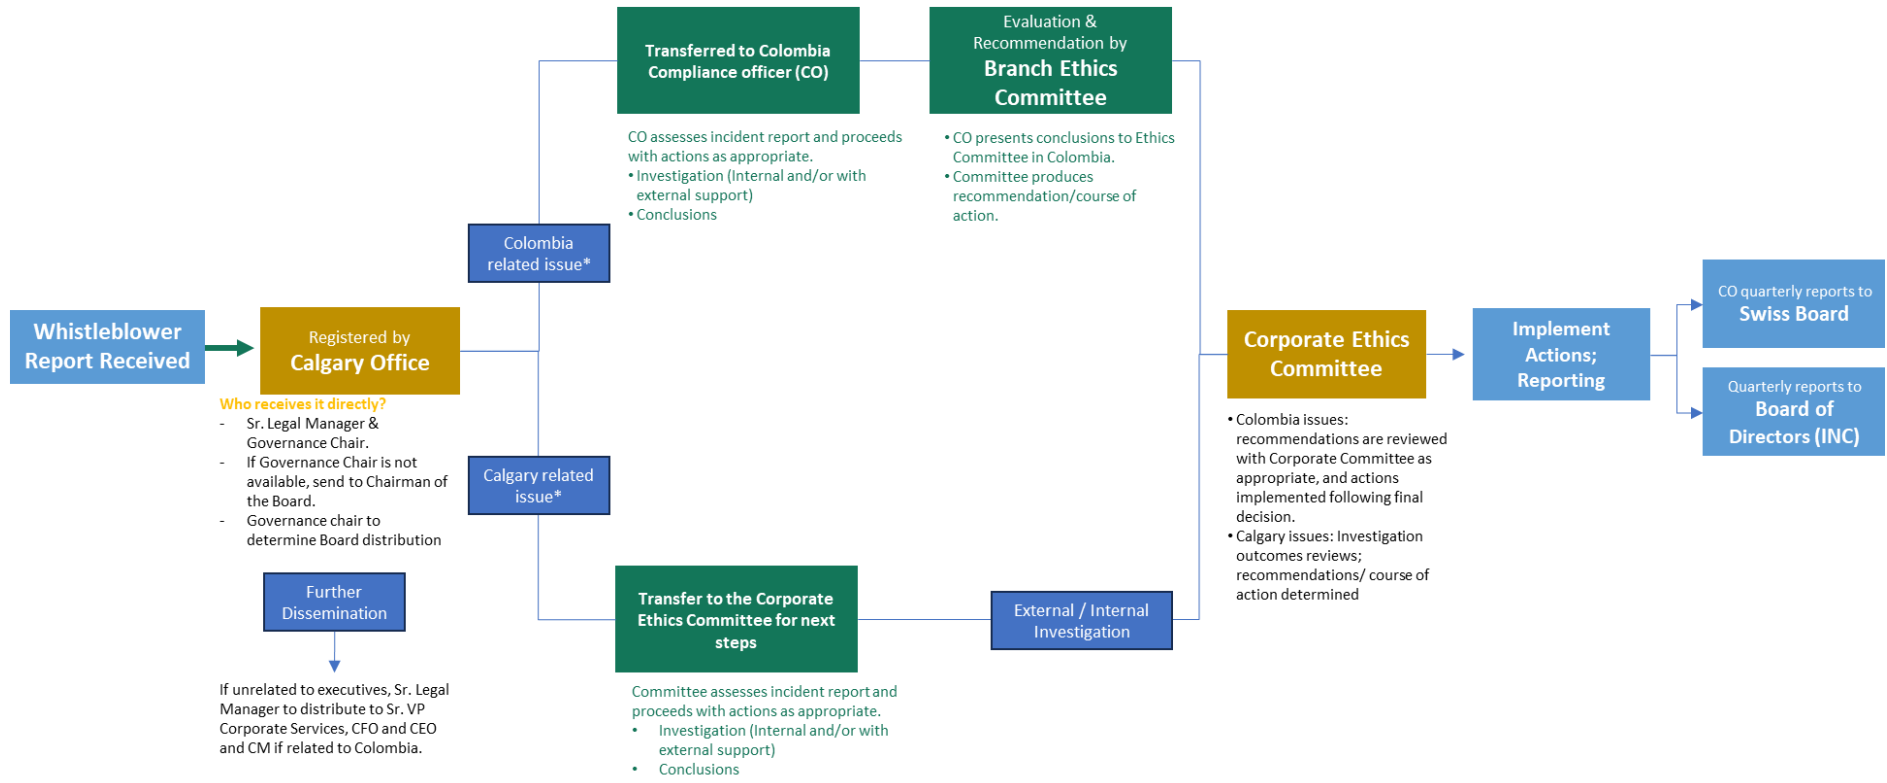 Whistleblower
Report Received
Registered by
Calgary Office
Who receives it directly?
- Sr. Legal Manager &
Governance Chair.
- If Governance Chair is not
available, send to Chairman of
the Board.
- Governance chair to
determine Board distribution
Further
Dissemination
If unrelated to executives, Sr. Legal
Manager to distribute to Sr. VP
Corporate Services, CFO and CEO
and CM if related to Colombia.
Colombia
related issue*
Calgary related
issue*
Transferred to Colombia
Compliance officer (CO)
CO assesses incident report and proceeds
with actions as appropriate.
• Investigation (Internal and/or with
external support)
• Conclusions
Evaluation &
Recommendation by
Branch Ethics
Committee
• CO presents conclusions to Ethics
Committee in Colombia.
• Committee produces
recommendation/course of
action.
Transfer to the Corporate
Ethics Committee for next
steps
Committee assesses incident report and
proceeds with actions as appropriate.
• Investigation (Internal and/or with
external support)
• Conclusions
External / Internal
Investigation
Corporate Ethics
Committee
• Colombia issues:
recommendations are reviewed
with Corporate Committee as
appropriate, and actions
implemented following final
decision.
• Calgary issues: Investigation
outcomes reviews;
recommendations/ course of
action determined
Implement
Actions;
Reporting
CO quarterly reports to
Swiss Board
Quarterly reports to
Board of
Directors (INC)